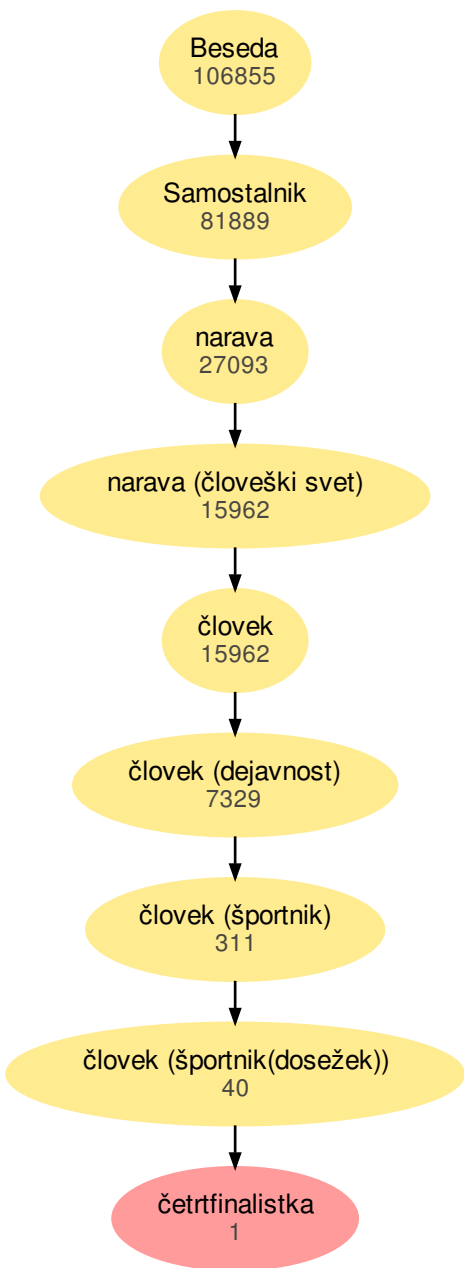 Beseda
106855
Samostalnik
81889
narava
27093
narava (človeški svet)
15962
človek
15962
človek (dejavnost)
7329
človek (športnik)
311
človek (športnik(dosežek))
40
četrtfinalistka
1